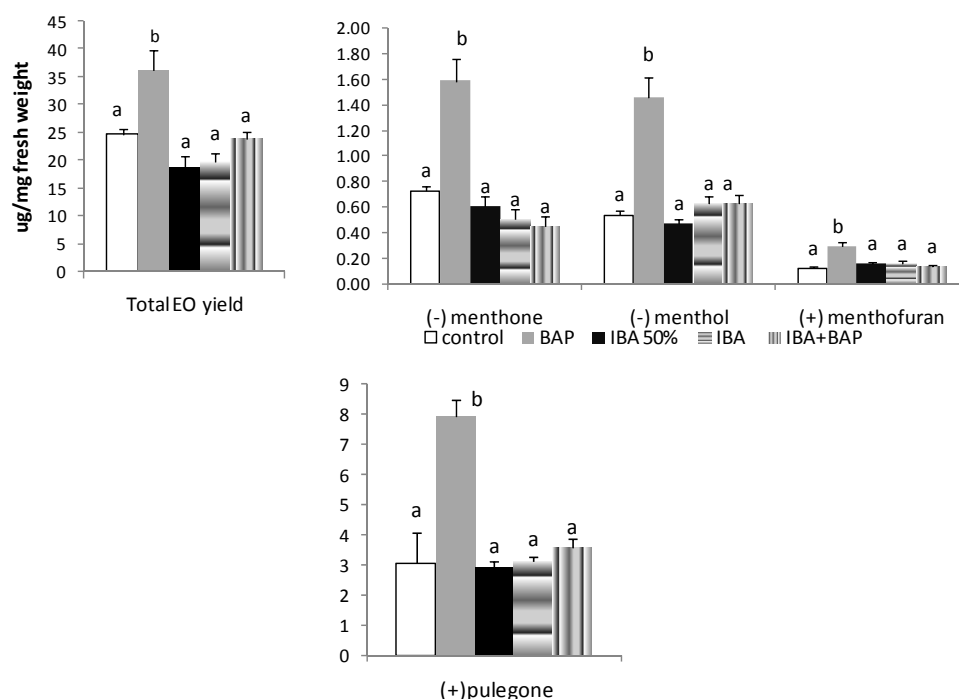 ug/mg fresh weight
40
35
30
25
20
15
10
5
0
a
b
a
a
a
Total EO yield
2.00
1.80
1.60
1.40
1.20
1.00
0.80
0.60
0.40
0.20
0.00
a
b
a
a
a
a
b
a
a
a
a
b
a
a
a
(-) menthone
(-) menthol
(+) menthofuran
control
BAP
IBA 50%
IBA
IBA+BAP
9
8
7
6
5
4
3
2
1
0
a
b
a
a
a
(+)pulegone